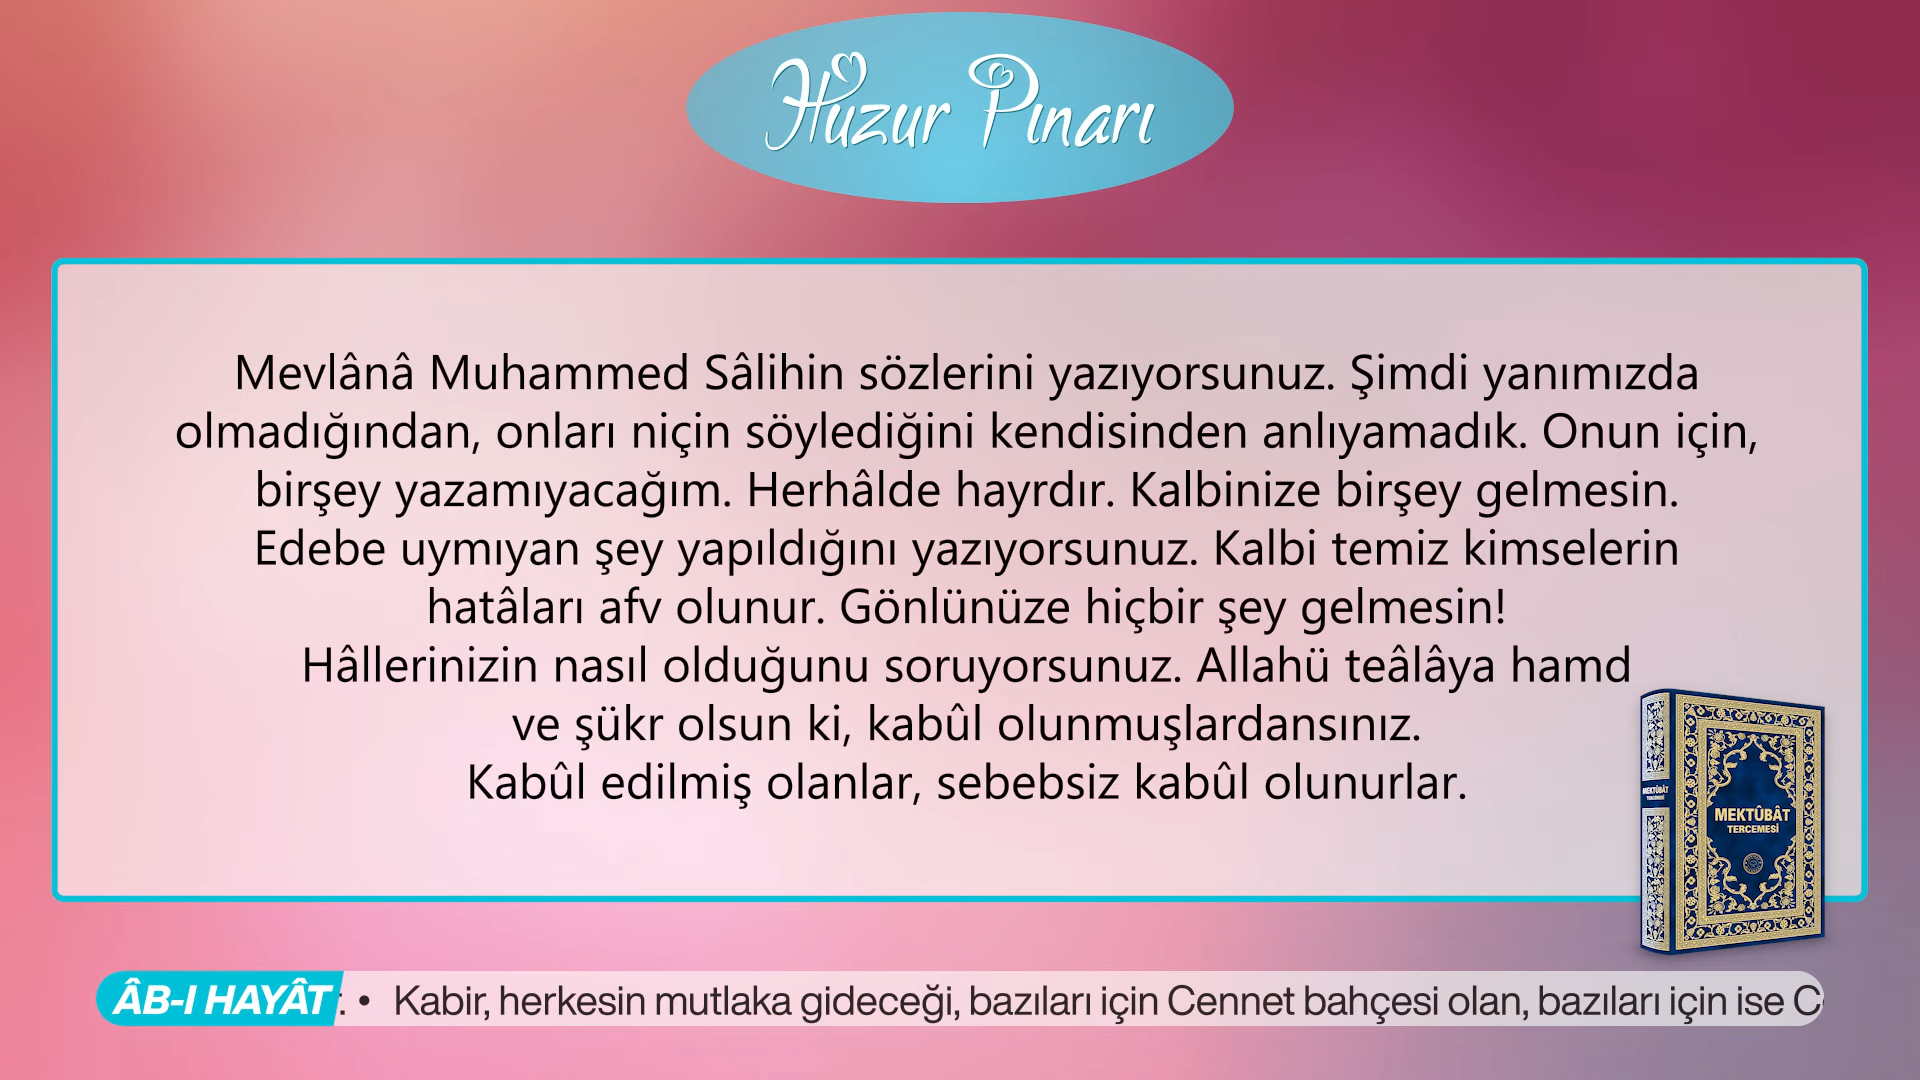 Huzur Pınarı
Mevlânâ Muhammed Sâlihin sözlerini yazıyorsunuz. Şimdi yanımızda
olmadığından, onları niçin söylediğini kendisinden anlıyamadık. Onun için,
birşey yazamıyacağım. Herhâlde hayrdır. Kalbinize birşey gelmesin.
Edebe uymıyan şey yapıldığını yazıyorsunuz. Kalbi temiz kimselerin
hatâları afv olunur. Gönlünüze hiçbir şey gelmesin!
Hâllerinizin nasıl olduğunu soruyorsunuz. Allahü teâlâya hamd
ve şükr olsun ki, kabûl olunmuşlardansınız.
Kabûl edilmiş olanlar, sebebsiz kabûl olunurlar.
MEKTÛBÂT
TERCEMESİ
MEKTÛBÂT
TERCEMESİ
ÂB-I HAYÂT . • Kabir, herkesin mutlaka gideceği, bazıları için Cennet bahçesi olan, bazıları için ise